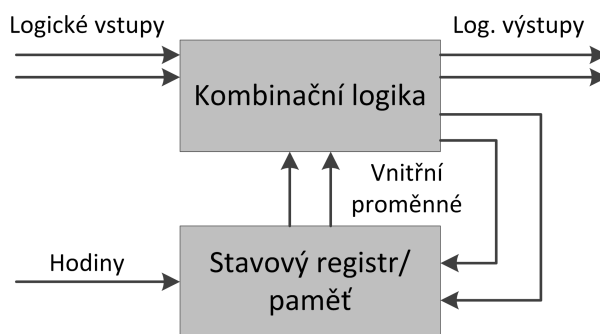 Logické vstupy
Log. výstupy
Kombinační logika
Vnitřní
proměnné
Hodiny
Stavový registr/
paměť